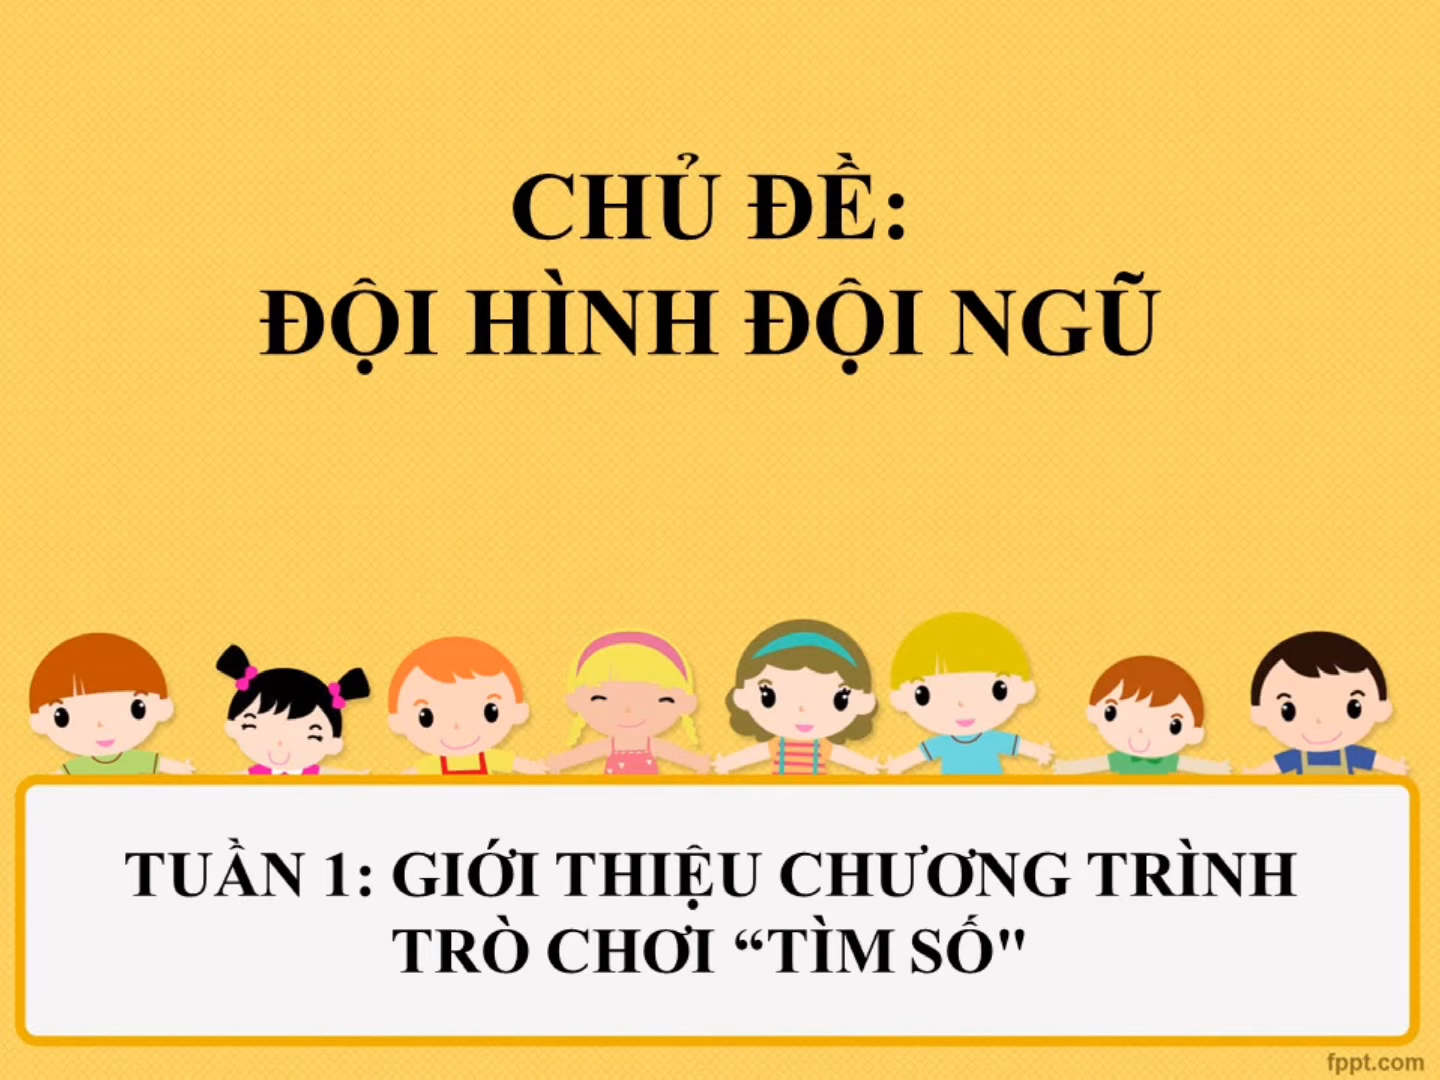 CHỦ ĐỀ:
ĐỘI HÌNH ĐỘI NGŨ
TUẦN 1: GIỚI THIỆU CHƯƠNG TRÌNH
TRÒ CHƠI “TÌM SỐ"
fppt.com